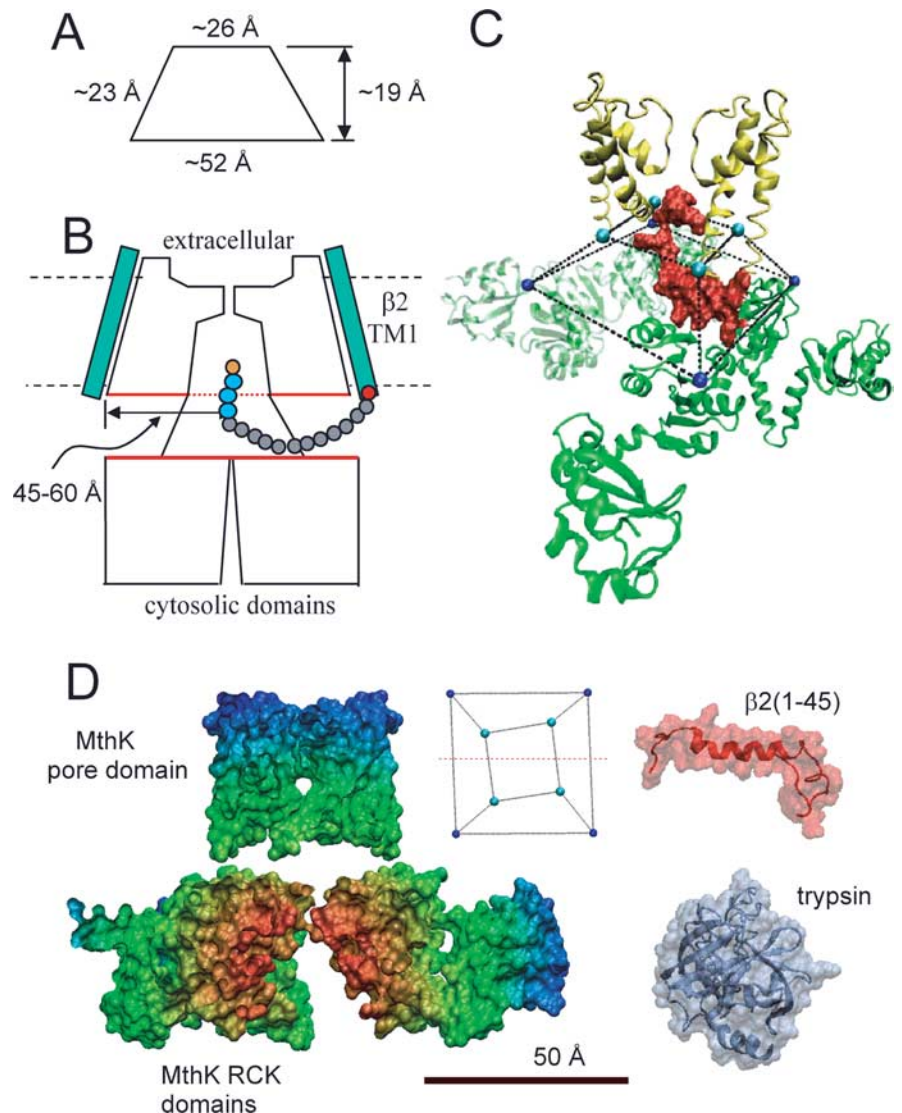 A
~26 Å
~23 Å
~19 Å
~52 Å
B
extracellular
β2
TM1
45-60 Å
cytosolic domains
C
D
MthK
pore domain
β2(1-45)
trypsin
MthK RCK
domains
50 Å